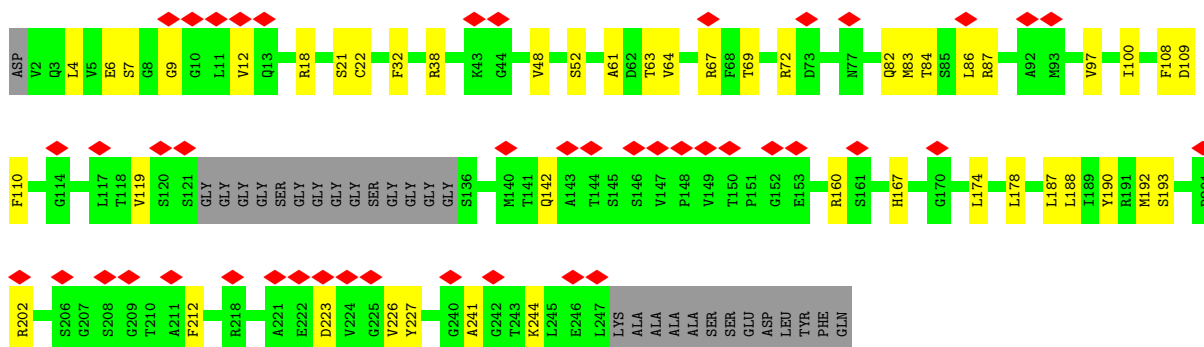 ASP V2 Q3 L4 V5 E6 S7 G8 G9 G10 L11 V12 Q13 R18 S21 C22 F32 R38 K43 G44 V48 S52 A61 D62 T63 V64 R67 F68 T69 R72 D73 N77 Q82 M83 T84 S85 L86 R87 A92 M93 V97 I100 F108 D109
F110 G114 L117 T118 V119 S120 S121 GLY GLY GLY GLY SER GLY GLY GLY GLY SER GLY GLY GLY GLY S136 M140 T141 Q142 A143 T144 S145 S146 V147 P148 V149 T150 P151 G152 E153 R160 S161 H167 G170 L174 L178 L187 L188 I189 Y190 R191 M192 S193
R202 S206 G207 S208 G209 T210 A211 F212 R218 A221 E222 D223 V224 G225 V226 Y227 G240 A241 G242 T243 K244 L245 E246 L247 LYS ALA ALA ALA ALA SER SER GLU ASP LEU TYR PHE GLN